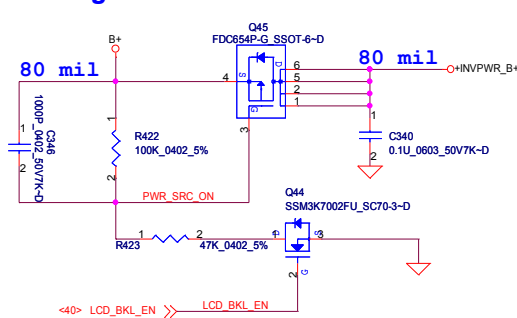 Q45
FDC654P-G_SSOT-6~D
B+
80 mil
80 mil
+INVPWR_B+
4
D
S
G
6
5
2
1
3
1
2
C346
1000P_0402_50V7K~D
1
2
R422
100K_0402_5%
1
2
C340
0.1U_0603_50V7K~D
PWR_SRC_ON
Q44
SSM3K7002FU_SC70-3~D
R423
1
2
47K_0402_5%
1
D
S
3
2
G
<40> LCD_BKL_EN
LCD_BKL_EN